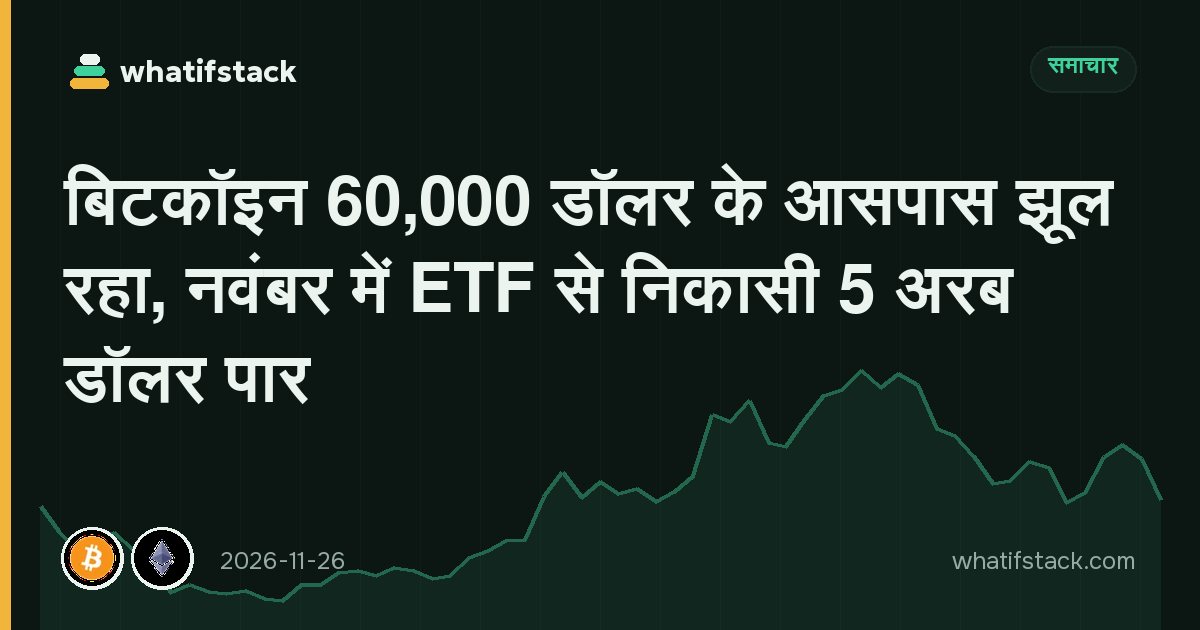 whatifstack
समाचार
बिटकॉइन 60,000 डॉलर के आसपास झूल
रहा, नवंबर में ETF से निकासी 5 अरब
डॉलर पार
2026-11-26
whatifstack.com